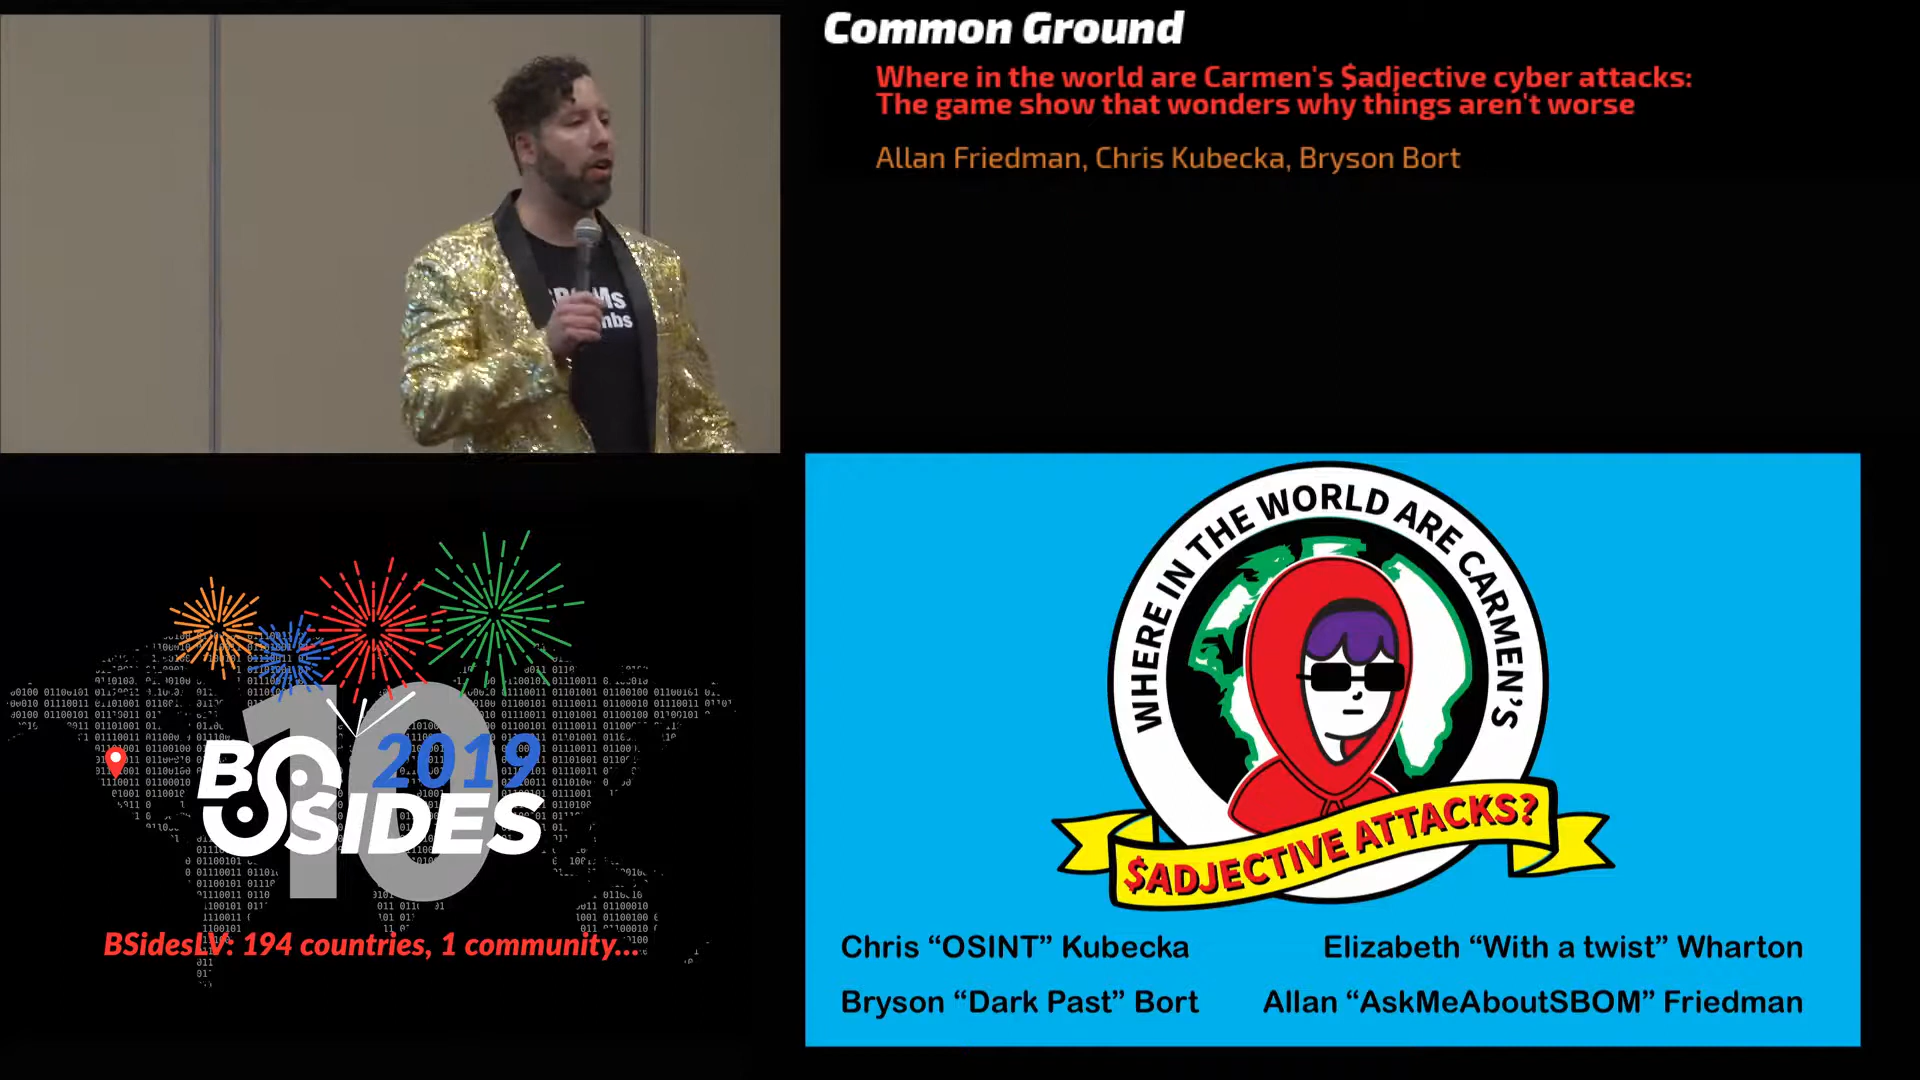 Common Ground
Where in the world are Carmen's $adjective cyber attacks:
The game show that wonders why things aren't worse
Allan Friedman, Chris Kubecka, Bryson Bort
WHERE IN THE WORLD ARE CARMEN'S
$ADJECTIVE ATTACKS?
Chris “OSINT” Kubecka
Elizabeth “With a twist” Wharton
Bryson “Dark Past” Bort
Allan “AskMeAboutSBOM” Friedman
10
2019
BSIDES
BSidesLV: 194 countries, 1 community...